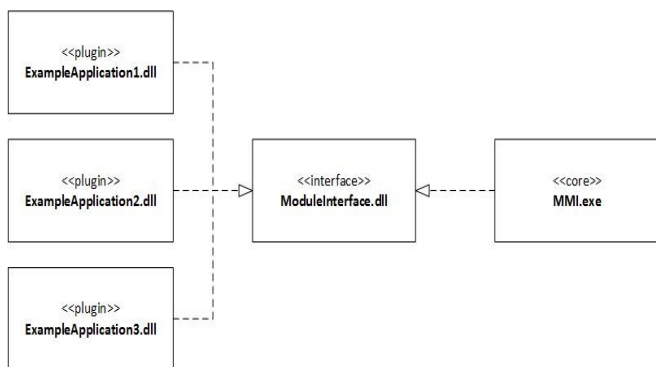 <<plugin>>
ExampleApplication1.dll
<<plugin>>
ExampleApplication2.dll
<<interface>>
ModuleInterface.dll
<<core>>
MMI.exe
<<plugin>>
ExampleApplication3.dll